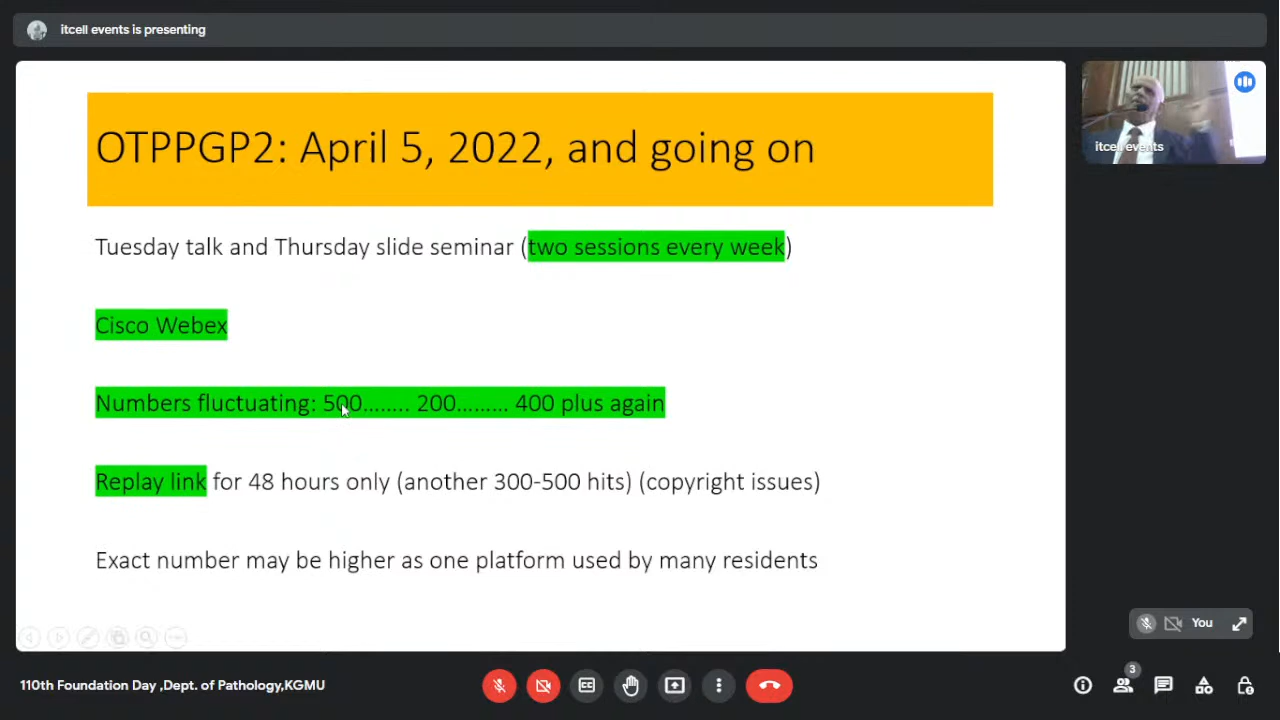 itcell events is presenting
OTPPGP2: April 5, 2022, and going on
Tuesday talk and Thursday slide seminar (two sessions every week)
Cisco Webex
Numbers fluctuating: 500........ 200......... 400 plus again
Replay link for 48 hours only (another 300-500 hits) (copyright issues)
Exact number may be higher as one platform used by many residents
itcell events
You
110th Foundation Day ,Dept. of Pathology,KGMU
3